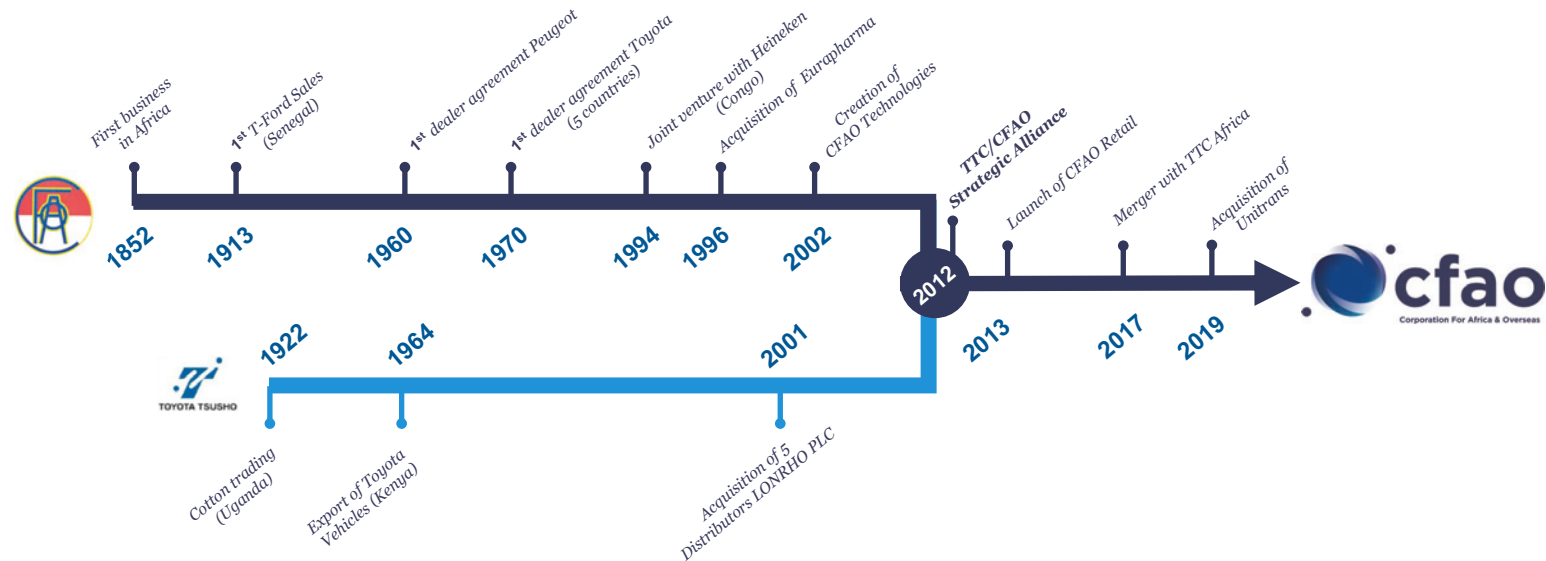 First business
in Africa
1st T-Ford Sales
(Senegal)
1st dealer agreement Peugeot
1st dealer agreement Toyota
(5 countries)
Joint venture with Heineken
(Congo)
Acquisition of Eurapharma
Creation of
CFAO Technologies
TTC/CFAO
Strategic Alliance
Launch of CFAO Retail
Merger with TTC Africa
Acquisition of
Unitrans
CFAO
1852
1913
1960
1970
1994
1996
2002
2012
cfao
Corporation For Africa & Overseas
2013
2017
2019
1922
1964
2001
TOYOTA TSUSHO
Cotton trading
(Uganda)
Export of Toyota
Vehicles (Kenya)
Acquisition of 5
Distributors LONRHO PLC